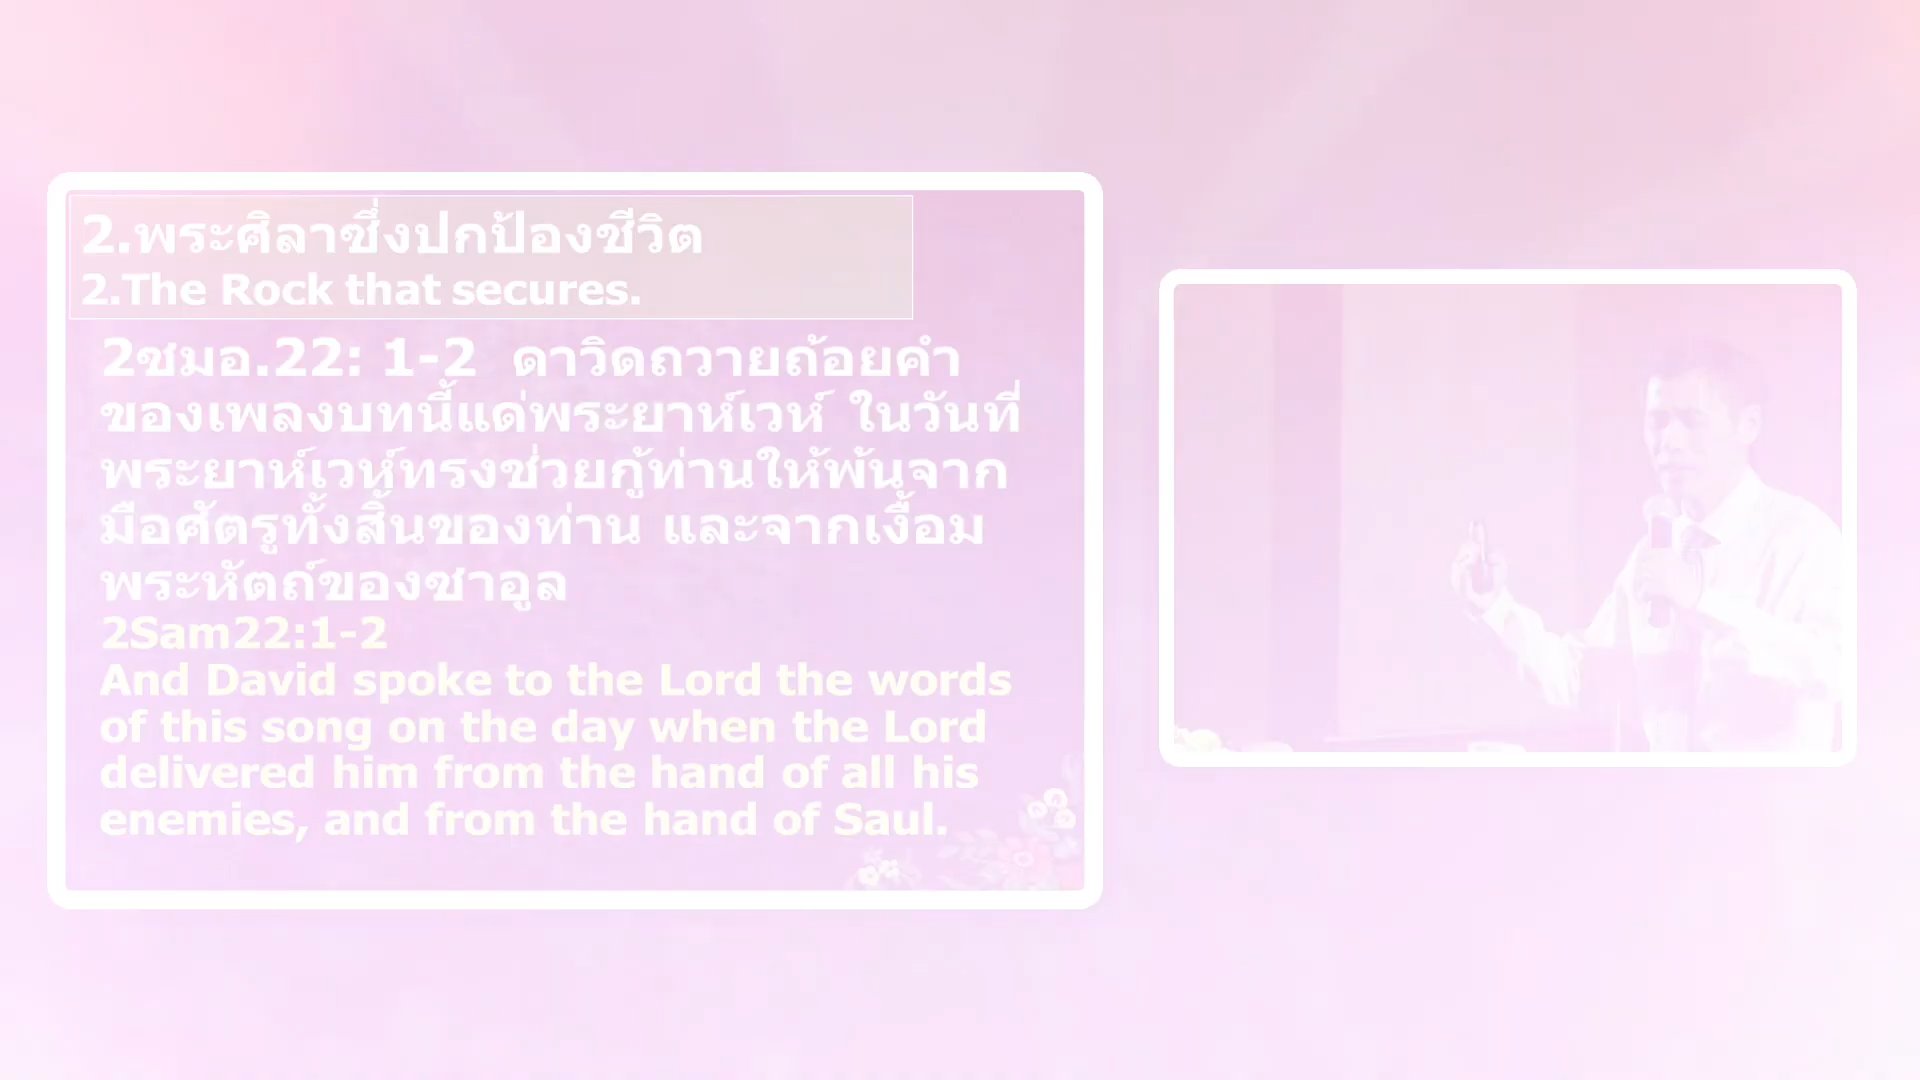 2.พระศิลาซึ่งปกป้องชีวิต
2.The Rock that secures.
2ซมอ.22: 1-2 ดาวิดถวายถ้อยคำ
ของเพลงบทนี้แด่พระยาห์เวห์ ในวันที่
พระยาห์เวห์ทรงช่วยกู้ท่านให้พ้นจาก
มือศัตรูทั้งสิ้นของท่าน และจากเงื้อม
พระหัตถ์ของซาอูล
2Sam22:1-2
And David spoke to the Lord the words
of this song on the day when the Lord
delivered him from the hand of all his
enemies, and from the hand of Saul.